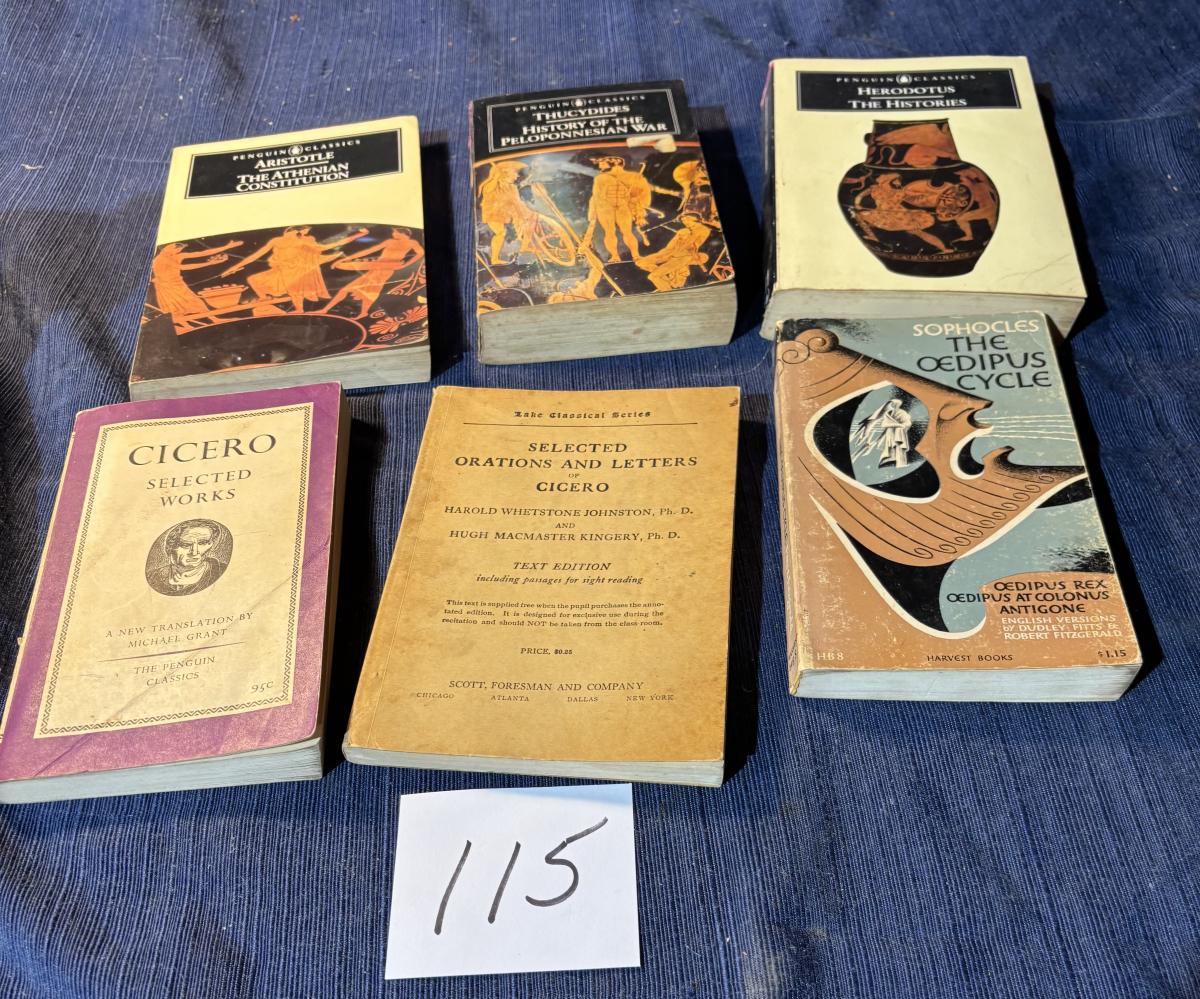 PENGUIN CLASSICS
ARISTOTLE
THE ATHENIAN
CONSTITUTION
PENGUIN CLASSICS
THUCYDIDES
HISTORY OF THE
PELOPONNESIAN WAR
PENGUIN CLASSICS
HERODOTUS
THE HISTORIES
CICERO
SELECTED
WORKS
A NEW TRANSLATION BY
MICHAEL GRANT
THE PENGUIN
CLASSICS
95c
Lake Classical Series
SELECTED
ORATIONS AND LETTERS
OF
CICERO
HAROLD WHETSTONE JOHNSTON, Ph. D.
AND
HUGH MACMASTER KINGERY, Ph. D.
TEXT EDITION
including passages for sight reading
This text is supplied free when the pupil purchases the anno-
tated edition. It is designed for exclusive use during the
recitation and should NOT be taken from the class-room.
PRICE, $0.25
SCOTT, FORESMAN AND COMPANY
CHICAGO ATLANTA DALLAS NEW YORK
SOPHOCLES
THE
ŒDIPUS
CYCLE
ŒDIPUS REX
ŒDIPUS AT COLONUS
ANTIGONE
ENGLISH VERSIONS
by DUDLEY FITTS &
ROBERT FITZGERALD
HB8 HARVEST BOOKS $1.15
115